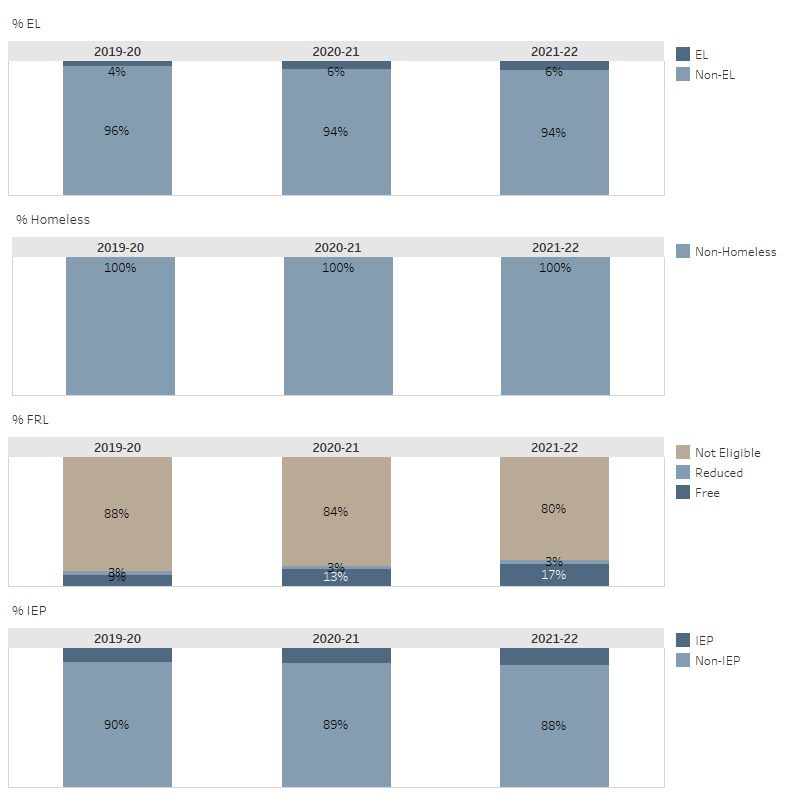 % EL
2019-20 2020-21 2021-22
EL
4% 6% 6%
Non-EL
96% 94% 94%
% Homeless
2019-20 2020-21 2021-22
Non-Homeless
100% 100% 100%
% FRL
2019-20 2020-21 2021-22
Not Eligible
Reduced
Free
88% 84% 80%
3% 3% 3%
9% 13% 17%
% IEP
2019-20 2020-21 2021-22
IEP
Non-IEP
90% 89% 88%